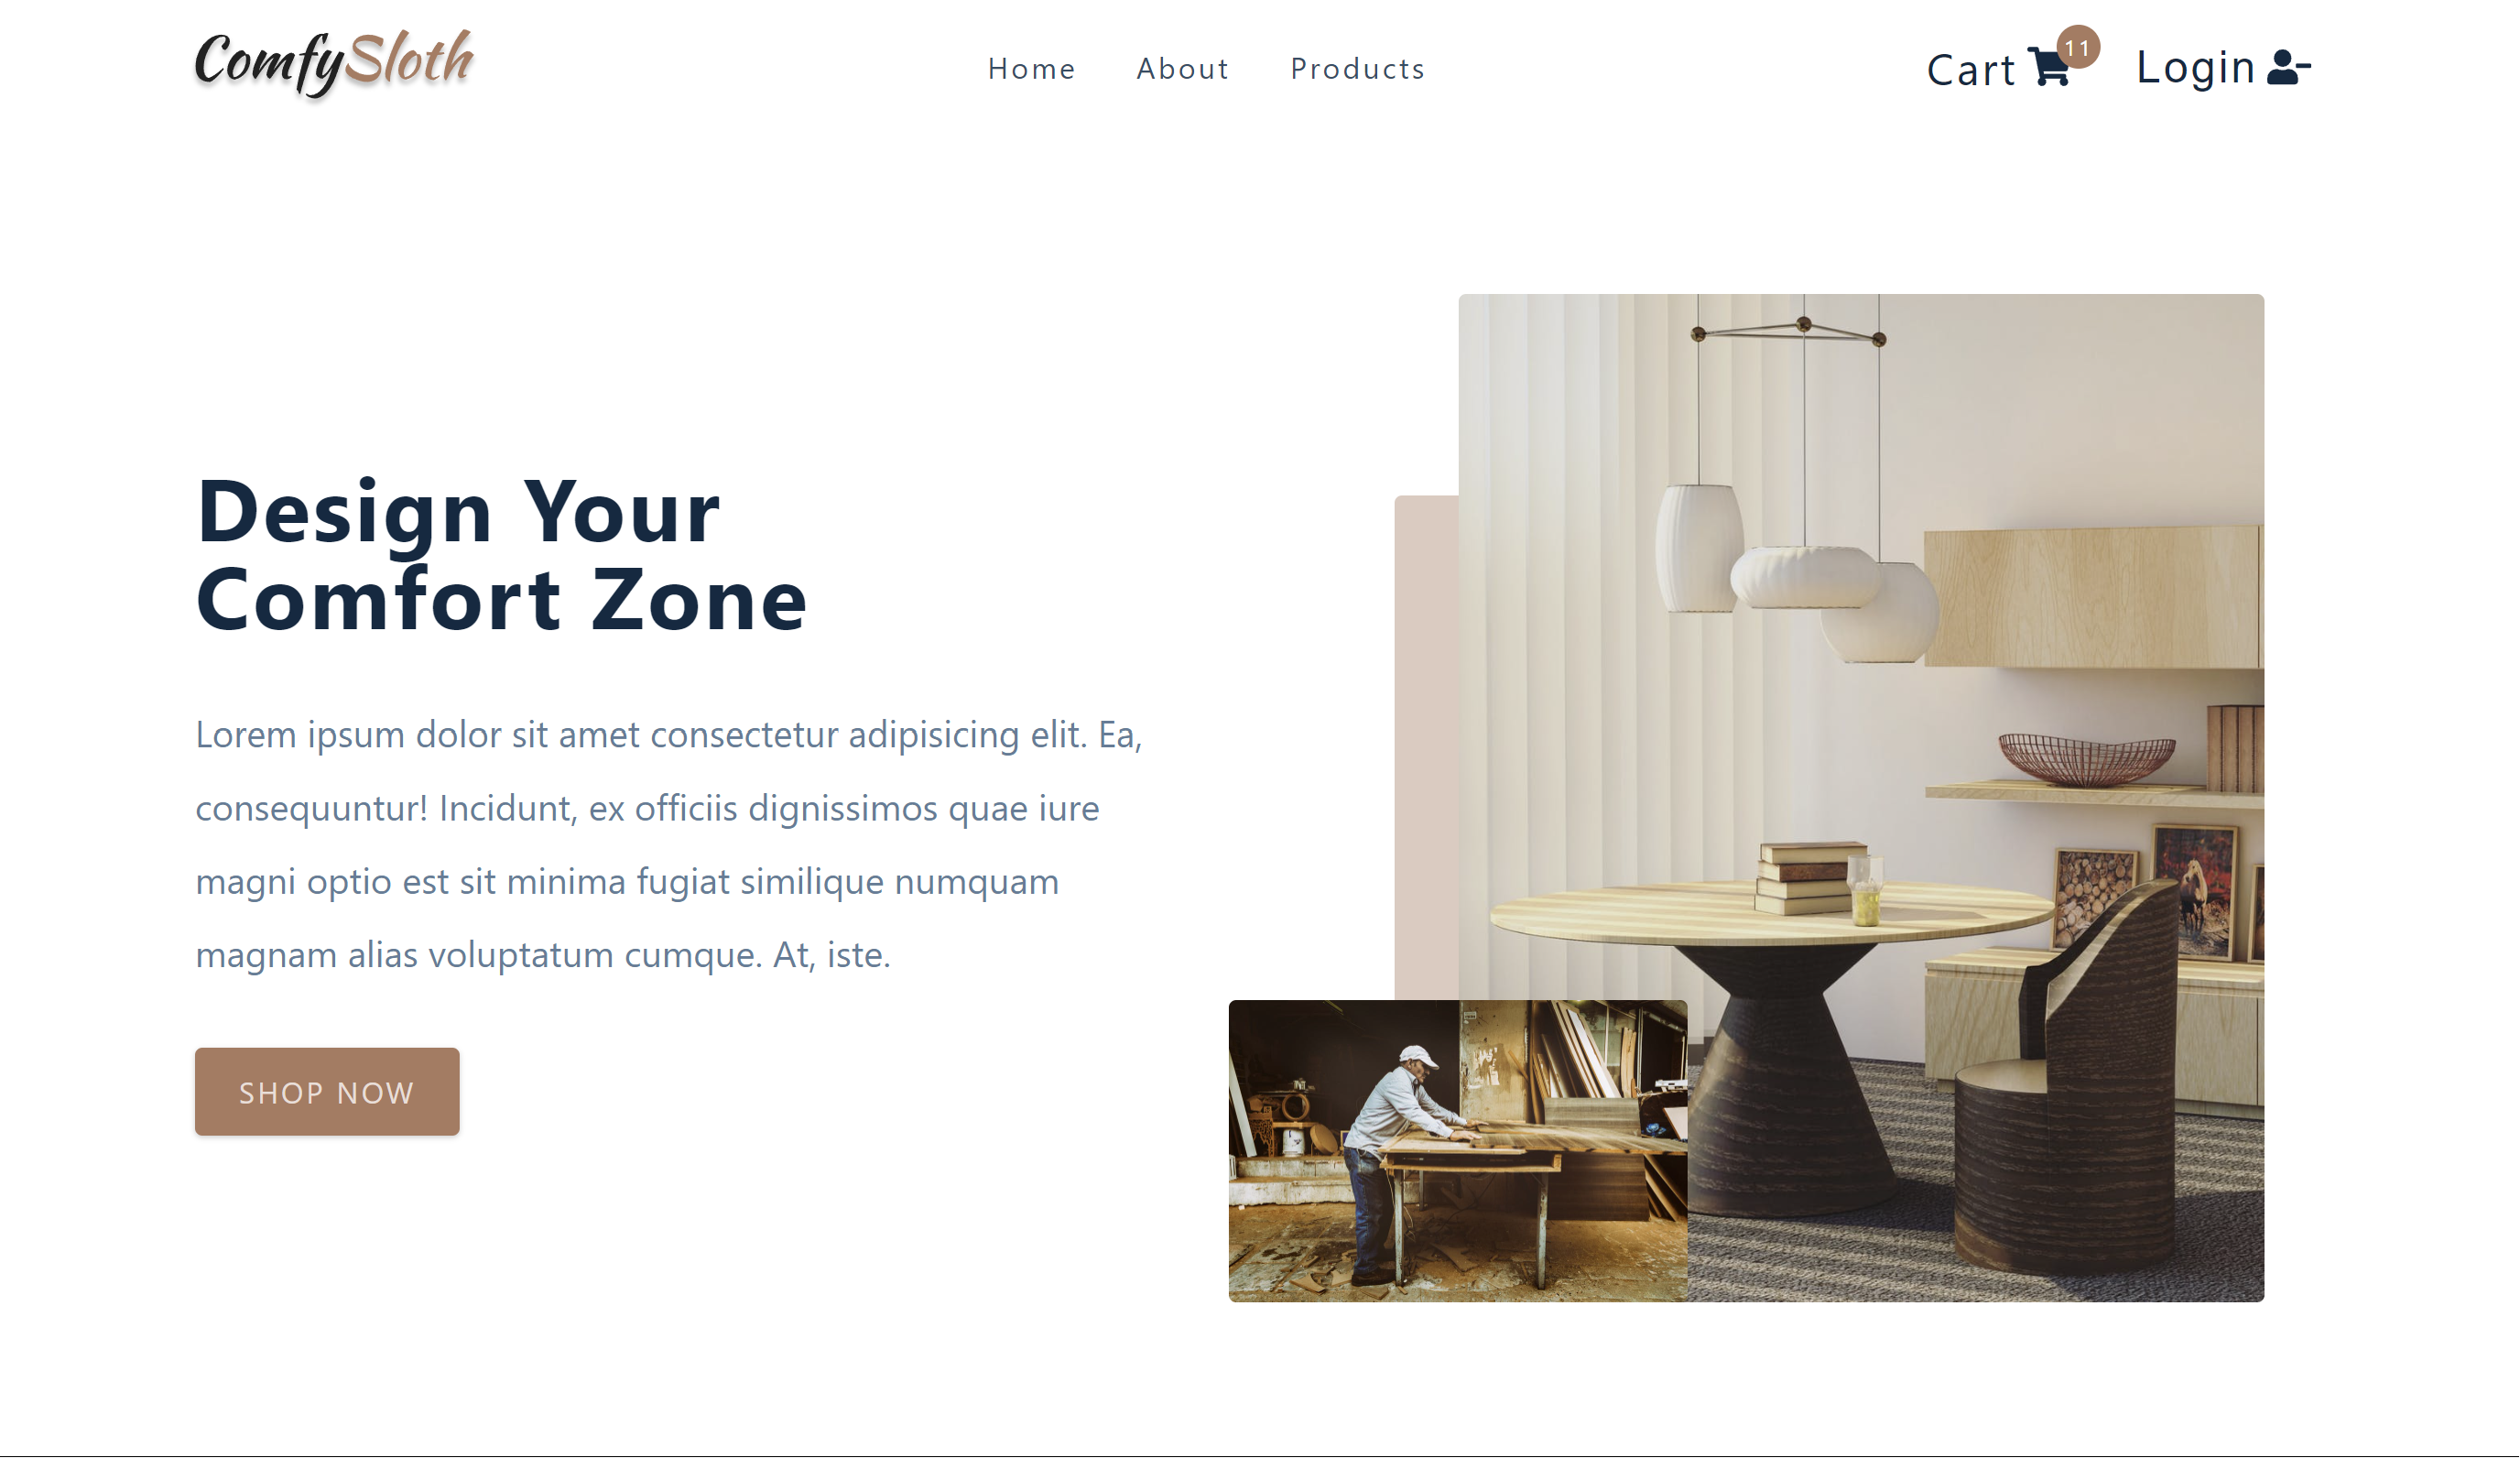 ComfySloth
Home About Products
Cart 11 Login
Design Your
Comfort Zone
Lorem ipsum dolor sit amet consectetur adipisicing elit. Ea,
consequuntur! Incidunt, ex officiis dignissimos quae iure
magni optio est sit minima fugiat similique numquam
magnam alias voluptatum cumque. At, iste.
SHOP NOW